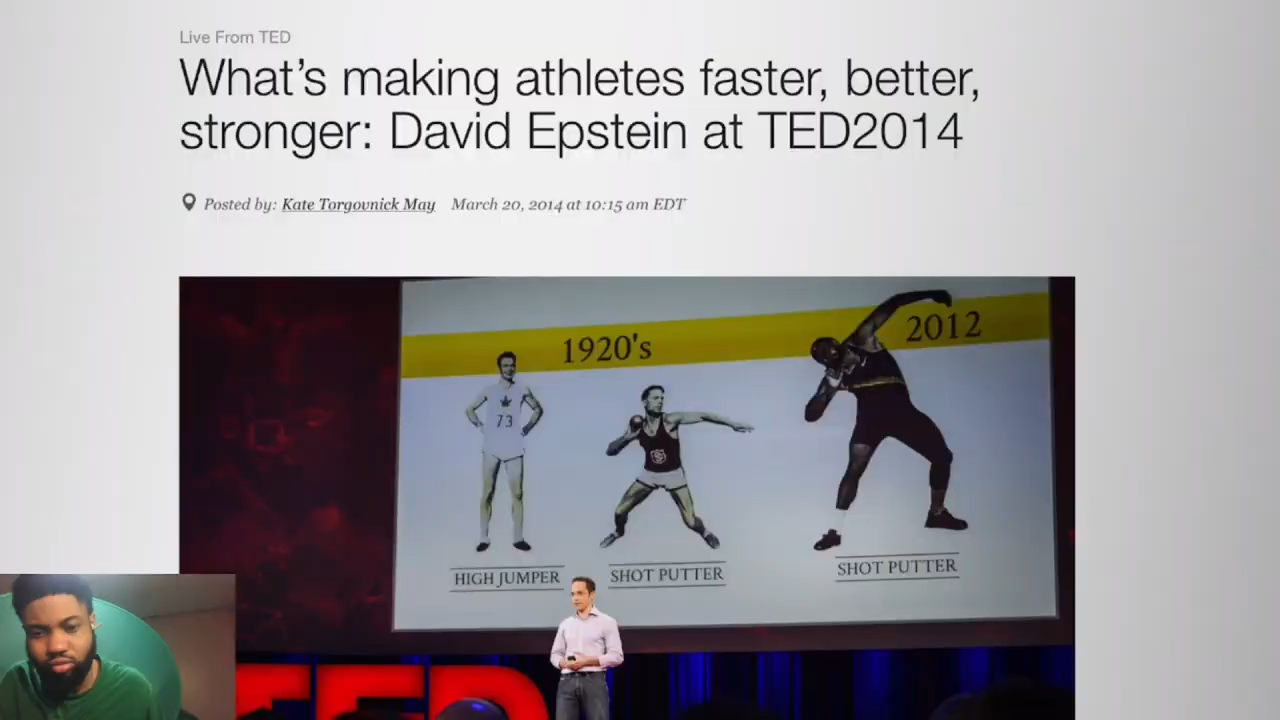 Live From TED
What's making athletes faster, better,
stronger: David Epstein at TED2014
Posted by: Kate Torgovnick May March 20, 2014 at 10:15 am EDT
1920's
2012
73
HIGH JUMPER
SHOT PUTTER
SHOT PUTTER
TED